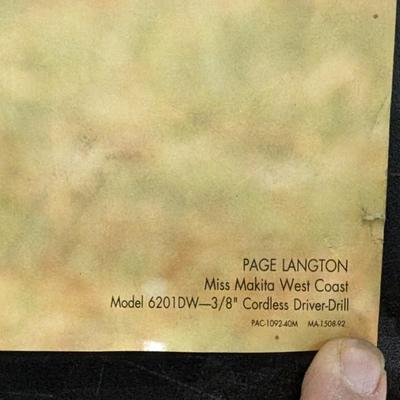 PAGE LANGTON
Miss Makita West Coast
Model 6201DW—3/8" Cordless Driver-Drill
PAC-1092-40M MA-1508-92